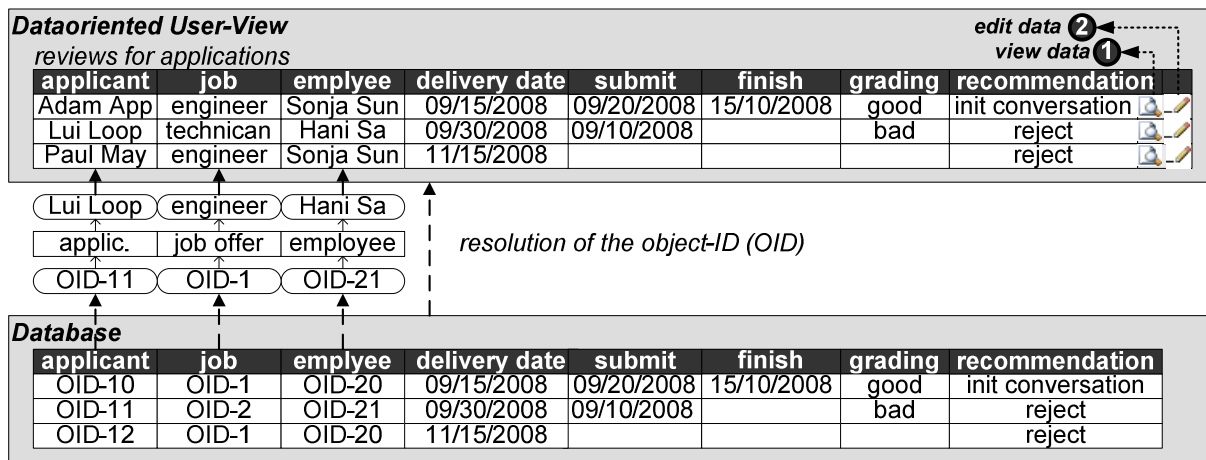 Dataoriented User-View
edit data 2
view data 1
reviews for applications
applicant job emplyee delivery date submit finish grading recommendation
Adam App engineer Sonja Sun 09/15/2008 09/20/2008 15/10/2008 good init conversation
Lui Loop technican Hani Sa 09/30/2008 09/10/2008 bad reject
Paul May engineer Sonja Sun 11/15/2008 reject
Lui Loop engineer Hani Sa
applic. job offer employee
resolution of the object-ID (OID)
OID-11 OID-1 OID-21
Database
applicant job emplyee delivery date submit finish grading recommendation
OID-10 OID-1 OID-20 09/15/2008 09/20/2008 15/10/2008 good init conversation
OID-11 OID-2 OID-21 09/30/2008 09/10/2008 bad reject
OID-12 OID-1 OID-20 11/15/2008 reject